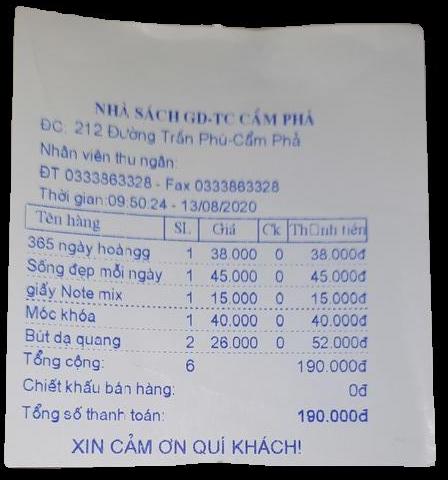 NHÀ SÁCH GD-TC CẨM PHẢ
ĐC: 212 Đường Trần Phú-Cẩm Phả
Nhân viên thu ngân:
ĐT 0333863328 - Fax 0333863328
Thời gian:09:50:24 - 13/08/2020
Tên hàng SL Giá Ck Th□nh tiền
365 ngày hoàngg 1 38.000 0 38.000đ
Sống đẹp mỗi ngày 1 45.000 0 45.000đ
giấy Note mix 1 15.000 0 15.000đ
Móc khóa 1 40.000 0 40.000đ
Bút dạ quang 2 26.000 0 52.000đ
Tổng cộng: 6 190.000đ
Chiết khấu bán hàng: 0đ
Tổng số thanh toán: 190.000đ
XIN CẢM ƠN QUÍ KHÁCH!